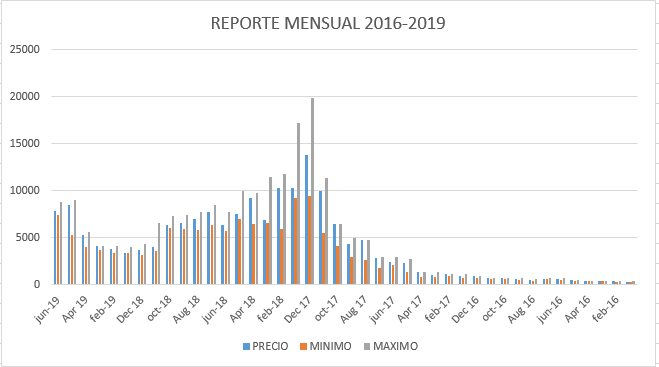 REPORTE MENSUAL 2016-2019
25000
20000
15000
10000
5000
0
jun-19
Apr 19
feb-19
Dec 18
oct-18
Aug 18
jun-18
Apr 18
feb-18
Dec 17
oct-17
Aug 17
jun-17
Apr 17
feb-17
Dec 16
oct-16
Aug 16
jun-16
Apr 16
feb-16
PRECIO MINIMO MAXIMO